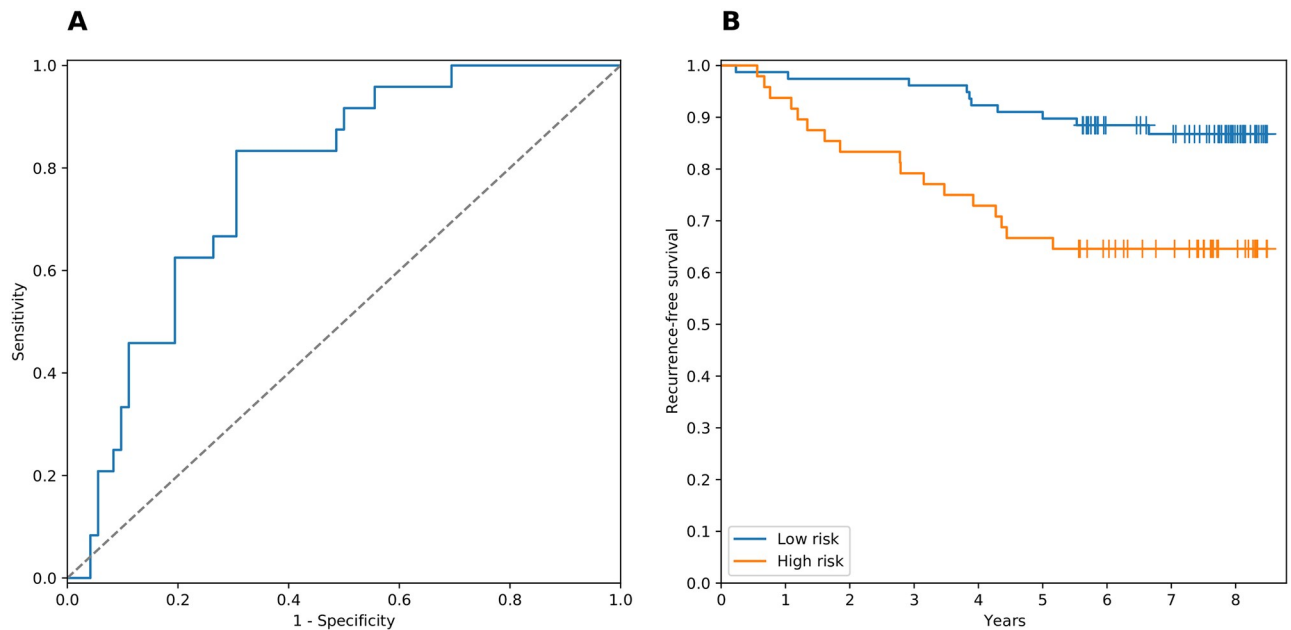 A
1.0
0.8
0.6
0.4
0.2
0.0
Sensitivity
0.0 0.2 0.4 0.6 0.8 1.0
1 - Specificity
B
1.0
0.9
0.8
0.7
0.6
0.5
0.4
0.3
0.2
0.1
0.0
Recurrence-free survival
Low risk
High risk
0 1 2 3 4 5 6 7 8
Years